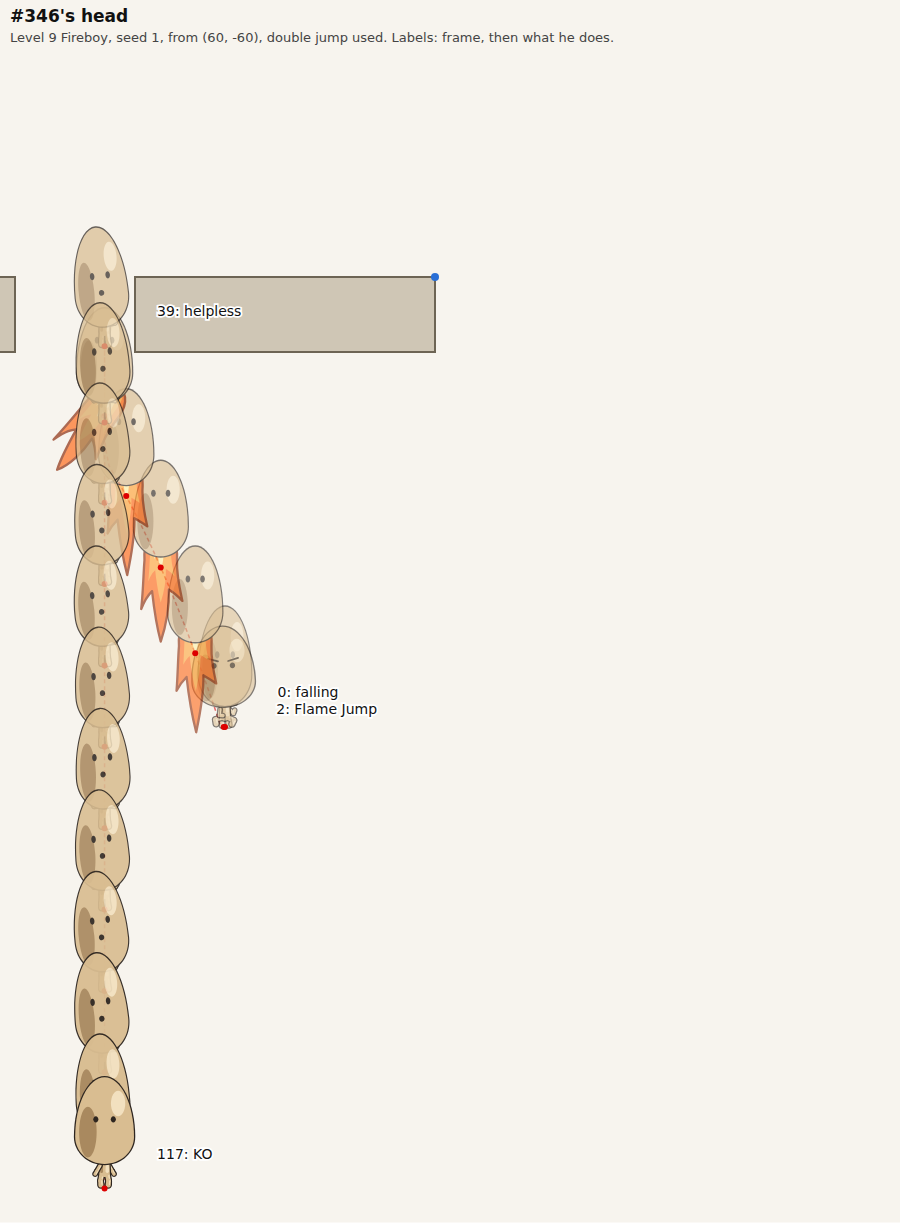 #346's head
Level 9 Fireboy, seed 1, from (60, -60), double jump used. Labels: frame, then what he does.
39: helpless
0: falling
2: Flame Jump
117: KO